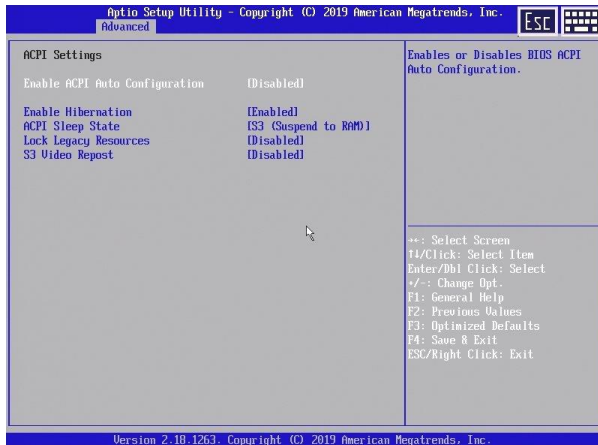 Aptio Setup Utility - Copyright (C) 2019 American Megatrends, Inc.
Advanced
Esc
ACPI Settings
Enable ACPI Auto Configuration [Disabled]
Enable Hibernation [Enabled]
ACPI Sleep State [S3 (Suspend to RAM)]
Lock Legacy Resources [Disabled]
S3 Video Repost [Disabled]
Enables or Disables BIOS ACPI
Auto Configuration.
→←: Select Screen
↑↓/Click: Select Item
Enter/Dbl Click: Select
+/-: Change Opt.
F1: General Help
F2: Previous Values
F3: Optimized Defaults
F4: Save & Exit
ESC/Right Click: Exit
Version 2.18.1263. Copyright (C) 2019 American Megatrends, Inc.